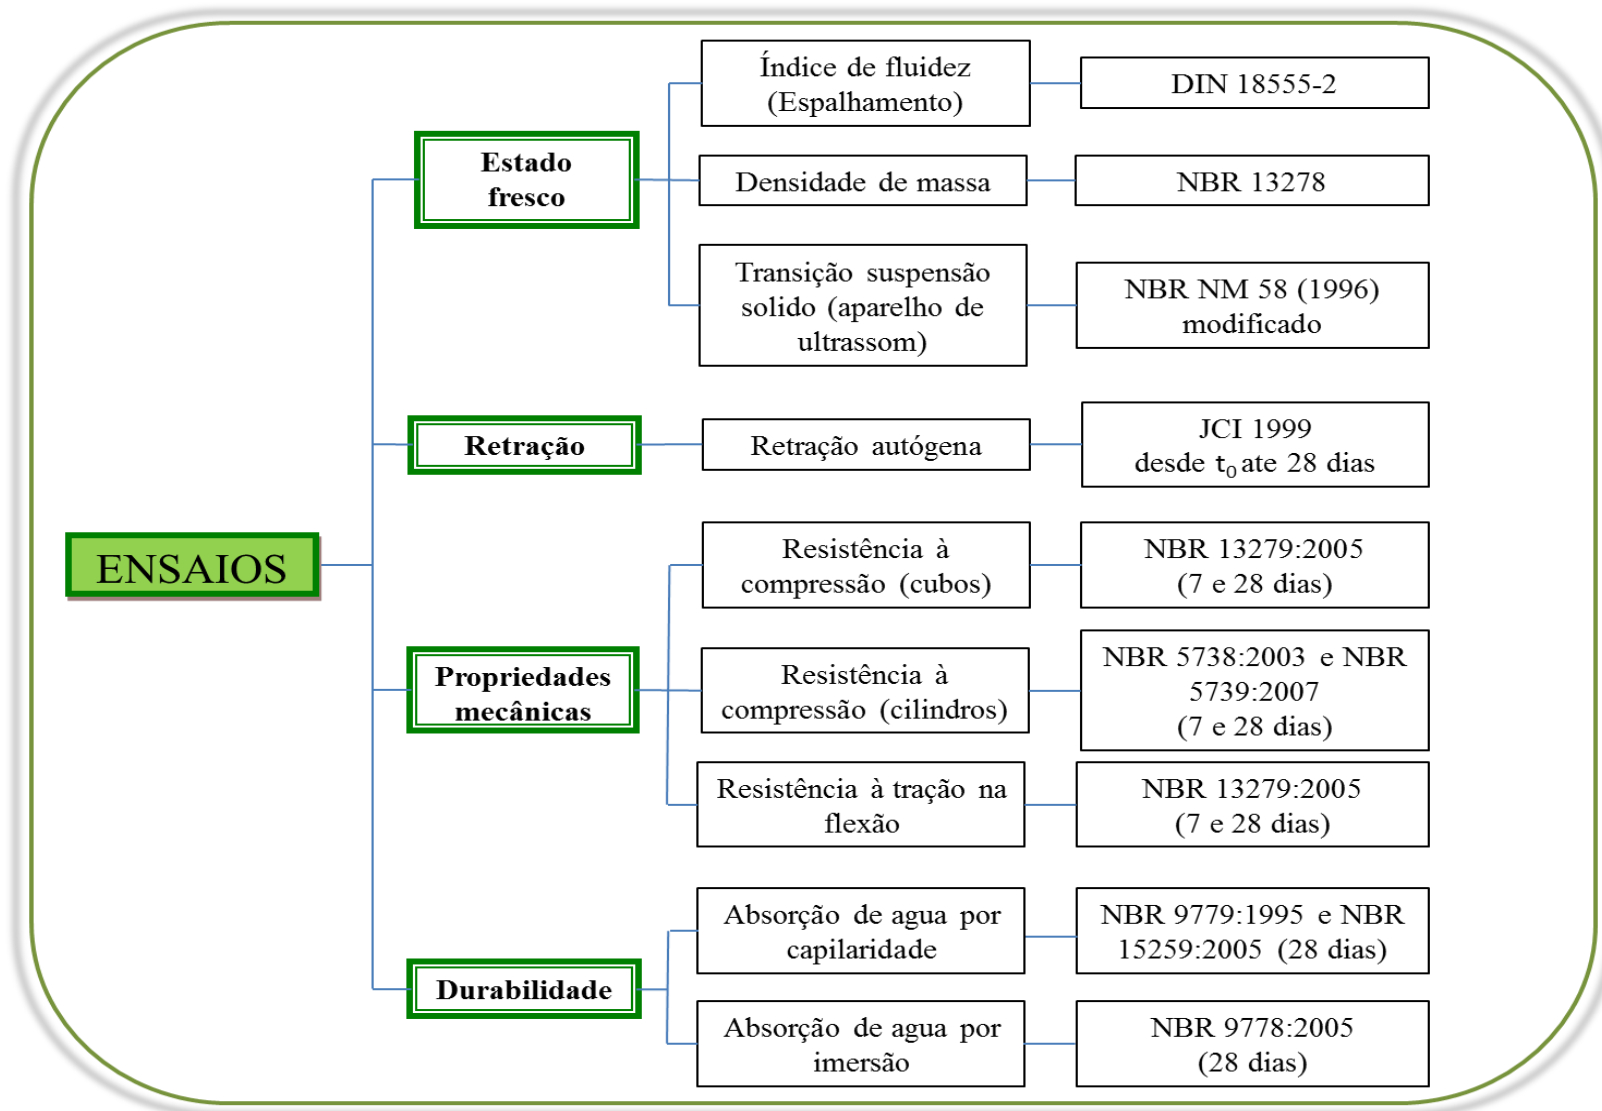 ENSAIOS
Estado
fresco
Índice de fluidez
(Espalhamento)
DIN 18555-2
Densidade de massa
NBR 13278
Transição suspensão
solido (aparelho de
ultrassom)
NBR NM 58 (1996)
modificado
Retração
Retração autógena
JCI 1999
desde t₀ ate 28 dias
Propriedades
mecânicas
Resistência à
compressão (cubos)
NBR 13279:2005
(7 e 28 dias)
Resistência à
compressão (cilindros)
NBR 5738:2003 e NBR
5739:2007
(7 e 28 dias)
Resistência à tração na
flexão
NBR 13279:2005
(7 e 28 dias)
Durabilidade
Absorção de agua por
capilaridade
NBR 9779:1995 e NBR
15259:2005 (28 dias)
Absorção de agua por
imersão
NBR 9778:2005
(28 dias)